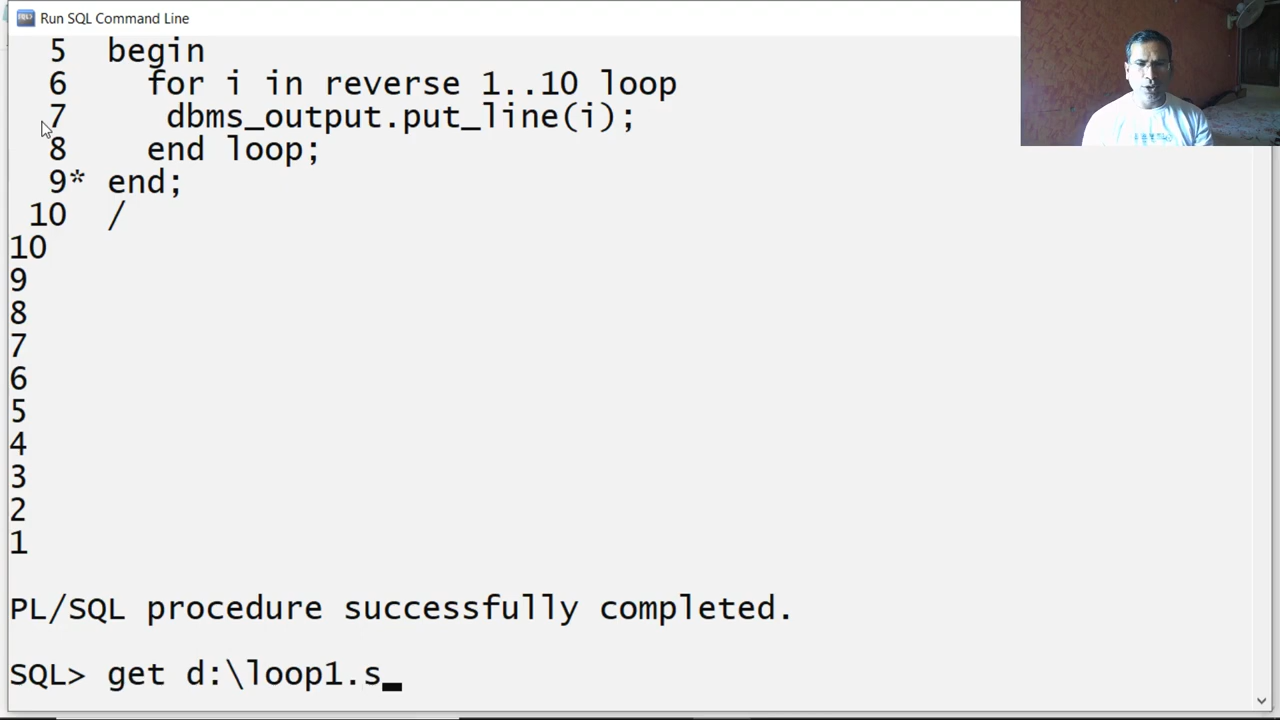 Run SQL Command Line
5 begin
6 for i in reverse 1..10 loop
7 dbms_output.put_line(i);
8 end loop;
9* end;
10 /
10
9
8
7
6
5
4
3
2
1
PL/SQL procedure successfully completed.
SQL> get d:\loop1.s_